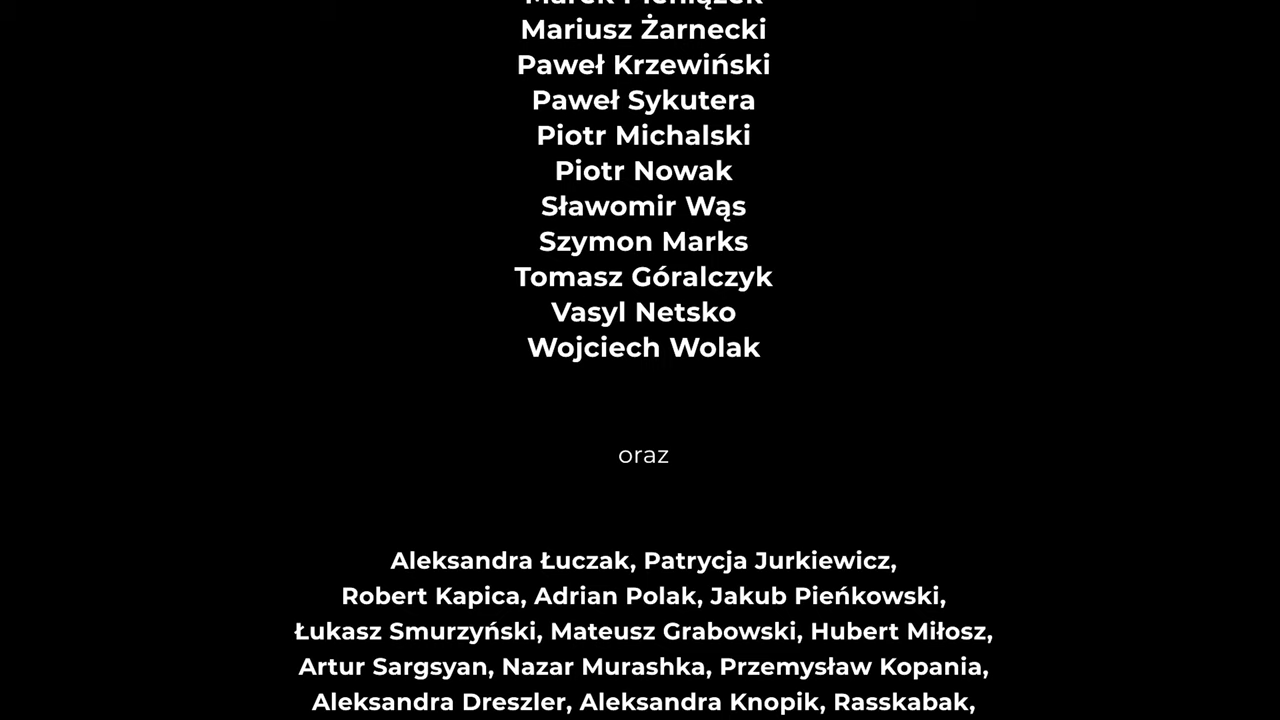 Marek Pieniążek
Mariusz Żarnecki
Paweł Krzewiński
Paweł Sykutera
Piotr Michalski
Piotr Nowak
Sławomir Wąs
Szymon Marks
Tomasz Góralczyk
Vasyl Netsko
Wojciech Wolak
oraz
Aleksandra Łuczak, Patrycja Jurkiewicz,
Robert Kapica, Adrian Polak, Jakub Pieńkowski,
Łukasz Smurzyński, Mateusz Grabowski, Hubert Miłosz,
Artur Sargsyan, Nazar Murashka, Przemysław Kopania,
Aleksandra Dreszler, Aleksandra Knopik, Rasskabak,